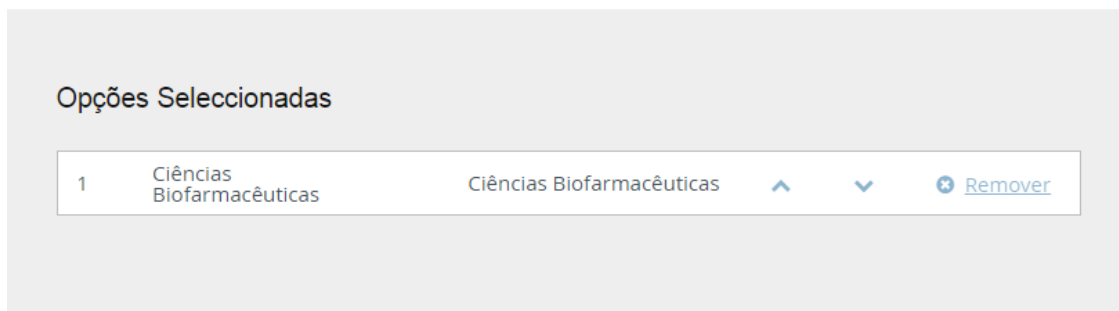 Opções Seleccionadas
1
Ciências
Biofarmacêuticas
Ciências Biofarmacêuticas
Remover